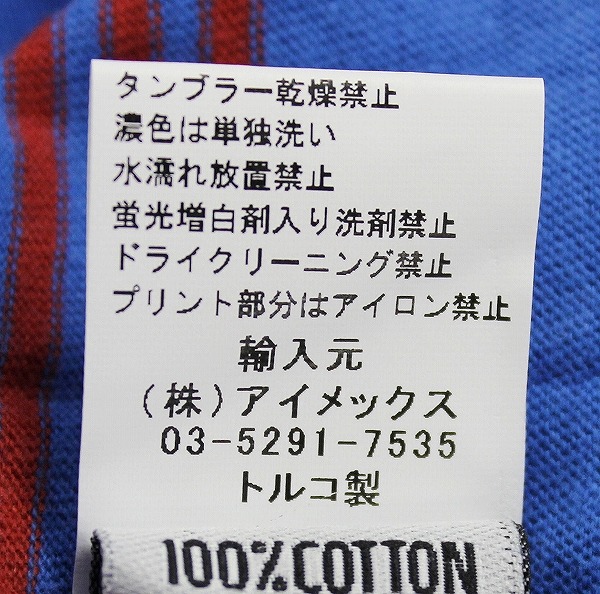 タンブラー乾燥禁止
濃色は単独洗い
水濡れ放置禁止
蛍光増白剤入り洗剤禁止
ドライクリーニング禁止
プリント部分はアイロン禁止
輸入元
(株)アイメックス
03-5291-7535
トルコ製
100%COTTON